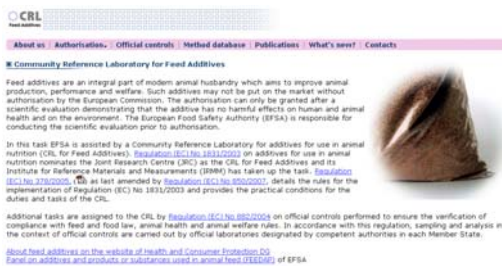 CRL
Feed Additives
About us | Authorisation | Official controls | Method database | Publications | What's new? | Contacts
Community Reference Laboratory for Feed Additives
Feed additives are an integral part of modern animal husbandry which aims to improve animal
production, performance and welfare. Such additives may not be put on the market without
authorisation by the European Commission. The authorisation can only be granted after a
scientific evaluation demonstrating that the additive has no harmful effects on human and animal
health and on the environment. The European Food Safety Authority (EFSA) is responsible for
conducting the scientific evaluation prior to authorisation.
In this task EFSA is assisted by a Community Reference Laboratory for additives for use in animal
nutrition (CRL for Feed Additives). Regulation (EC) No 1831/2003 on additives for use in animal
nutrition nominates the Joint Research Centre (JRC) as the CRL for Feed Additives and its
Institute for Reference Materials and Measurements (IRMM) has taken up the task. Regulation
(EC) No 378/2005, as last amended by Regulation (EC) No 850/2007, details the rules for the
implementation of Regulation (EC) No 1831/2003 and provides the practical conditions for the
duties and tasks of the CRL.
Additional tasks are assigned to the CRL by Regulation (EC) No 882/2004 on official controls performed to ensure the verification of
compliance with feed and food law, animal health and animal welfare rules. In accordance with this regulation, sampling and analysis in
the context of official controls are carried out by official laboratories designated by competent authorities in each Member State.
About feed additives on the website of Health and Consumer Protection DG
Panel on additives and products or substances used in animal feed (FEEDAP) of EFSA